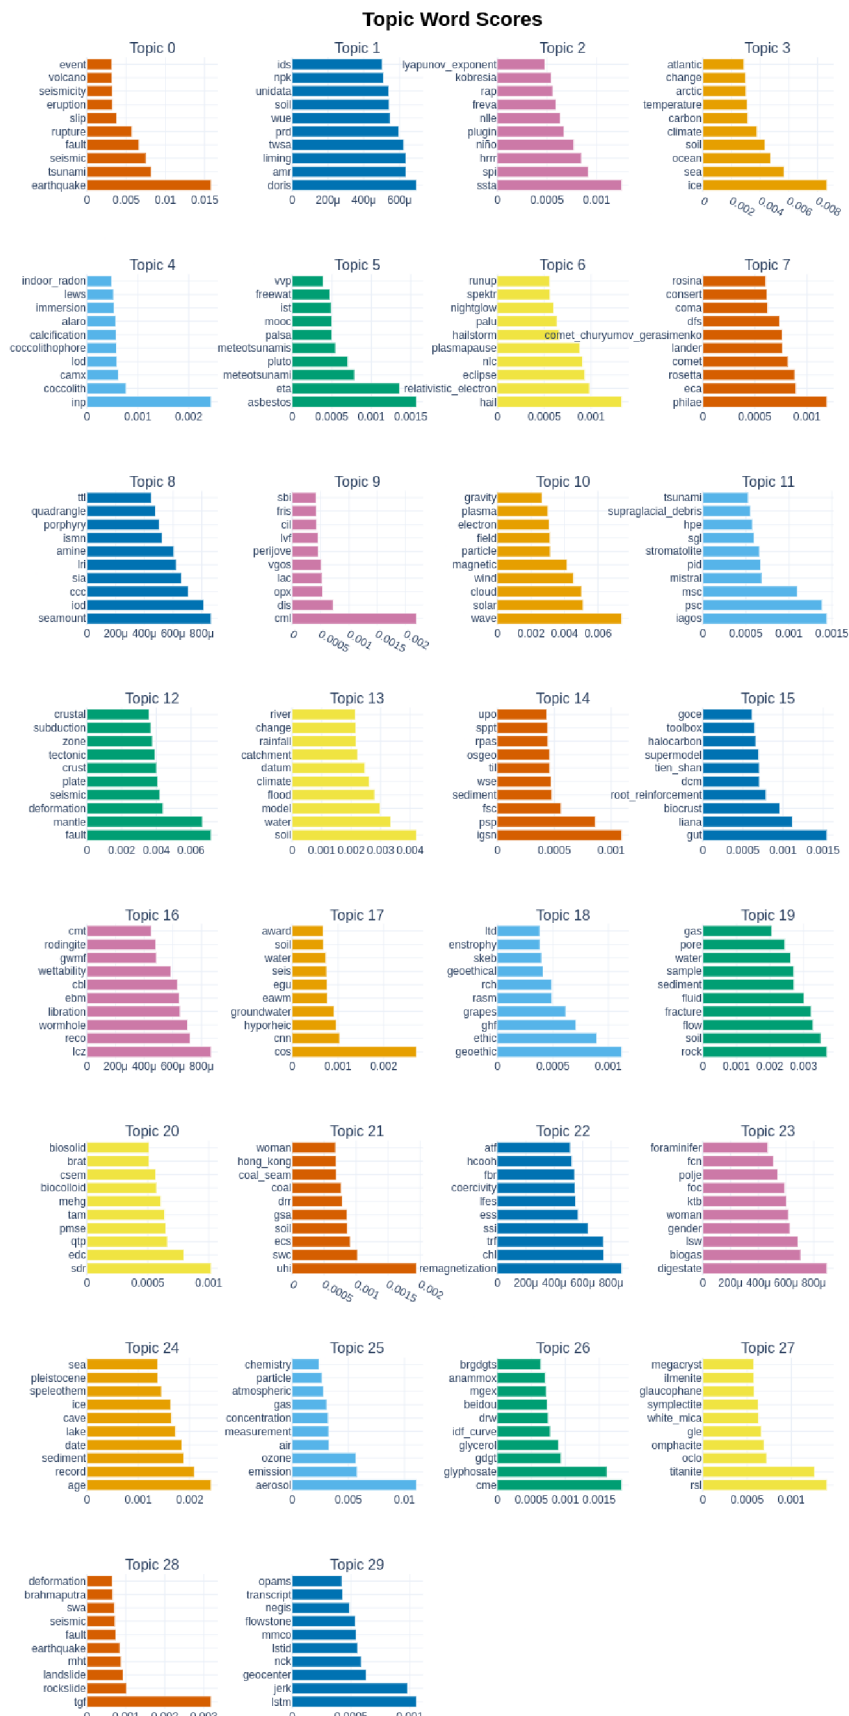 Topic Word Scores
Topic 0
event
volcano
seismicity
eruption
slip
rupture
fault
seismic
tsunami
earthquake
0 0.005 0.01 0.015
Topic 1
ids
npk
unidata
soil
wue
prd
twsa
liming
amr
doris
0 200μ 400μ 600μ
Topic 2
lyapunov_exponent
kobresia
rap
freva
nlle
plugin
niño
hrrr
spi
ssta
0 0.0005 0.001
Topic 3
atlantic
change
arctic
temperature
carbon
climate
soil
ocean
sea
ice
0 0.002 0.004 0.006 0.008
Topic 4
indoor_radon
lews
immersion
alaro
calcification
coccolithophore
lod
camx
coccolith
inp
0 0.001 0.002
Topic 5
vvp
freewat
ist
mooc
palsa
meteotsunamis
pluto
meteotsunami
eta
asbestos
0 0.0005 0.001 0.0015
Topic 6
runup
spektr
nightglow
palu
hailstorm
plasmapause
nlc
eclipse
relativistic_electron
hail
0 0.0005 0.001
Topic 7
rosina
consert
coma
dfs
comet_churyumov_gerasimenko
lander
comet
rosetta
eca
philae
0 0.0005 0.001
Topic 8
ttl
quadrangle
porphyry
ismn
amine
lri
sia
ccc
iod
seamount
0 200μ 400μ 600μ 800μ
Topic 9
sbi
fris
cil
lvf
perijove
vgos
lac
opx
dis
cml
0 0.0005 0.001 0.0015 0.002
Topic 10
gravity
plasma
electron
field
particle
magnetic
wind
cloud
solar
wave
0 0.002 0.004 0.006
Topic 11
tsunami
supraglacial_debris
hpe
sgl
stromatolite
pid
mistral
msc
psc
iagos
0 0.0005 0.001 0.0015
Topic 12
crustal
subduction
zone
tectonic
crust
plate
seismic
deformation
mantle
fault
0 0.002 0.004 0.006
Topic 13
river
change
rainfall
catchment
datum
climate
flood
model
water
soil
0 0.001 0.002 0.003 0.004
Topic 14
upo
sppt
rpas
osgeo
til
wse
sediment
fsc
psp
igsn
0 0.0005 0.001
Topic 15
goce
toolbox
halocarbon
supermodel
tien_shan
dcm
root_reinforcement
biocrust
liana
gut
0 0.0005 0.001 0.0015
Topic 16
cmt
rodingite
gwmf
wettability
cbl
ebm
libration
wormhole
reco
lcz
0 200μ 400μ 600μ 800μ
Topic 17
award
soil
water
seis
egu
eawm
groundwater
hyporheic
cnn
cos
0 0.001 0.002
Topic 18
ltd
enstrophy
skeb
geoethical
rch
rasm
grapes
ghf
ethic
geoethic
0 0.0005 0.001
Topic 19
gas
pore
water
sample
sediment
fluid
fracture
flow
soil
rock
0 0.001 0.002 0.003
Topic 20
biosolid
brat
csem
biocolloid
mehg
tam
pmse
qtp
edc
sdr
0 0.0005 0.001
Topic 21
woman
hong_kong
coal_seam
coal
drr
gsa
soil
ecs
swc
uhi
0 0.0005 0.001 0.0015 0.002
Topic 22
atf
hcooh
fbr
coercivity
lfes
ess
ssi
trf
chl
remagnetization
0 200μ 400μ 600μ 800μ
Topic 23
foraminifer
fcn
polje
foc
ktb
woman
gender
lsw
biogas
digestate
0 200μ 400μ 600μ 800μ
Topic 24
sea
pleistocene
speleothem
ice
cave
lake
date
sediment
record
age
0 0.001 0.002
Topic 25
chemistry
particle
atmospheric
gas
concentration
measurement
air
ozone
emission
aerosol
0 0.005 0.01
Topic 26
brgdgts
anammox
mgex
beidou
drw
idf_curve
glycerol
gdgt
glyphosate
cme
0 0.0005 0.001 0.0015
Topic 27
megacryst
ilmenite
glaucophane
symplectite
white_mica
gle
omphacite
oclo
titanite
rsl
0 0.0005 0.001
Topic 28
deformation
brahmaputra
swa
seismic
fault
earthquake
mht
landslide
rockslide
tgf
0 0.001 0.002 0.003
Topic 29
opams
transcript
negis
flowstone
mmco
lstid
nck
geocenter
jerk
lstm
0 0.0005 0.001